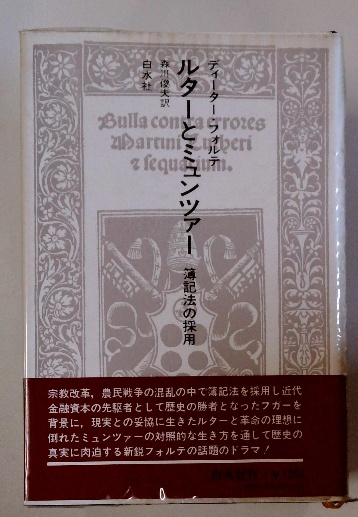 ディーター フォルテ
ルターとミュンツァー
簿記法の採用
森川俊夫訳
白水社
Bulla contra errores
Martini Lutheri
et sequatium.
宗教改革，農民戦争の混乱の中で簿記法を採用し近代
金融資本の先駆者として歴史の勝者となったフガーを
背景に，現実との妥協に生きたルターと革命の理想に
倒れたミュンツァーの対照的な生き方を通して歴史の
真実に肉迫する新鋭フォルテの話題のドラマ！